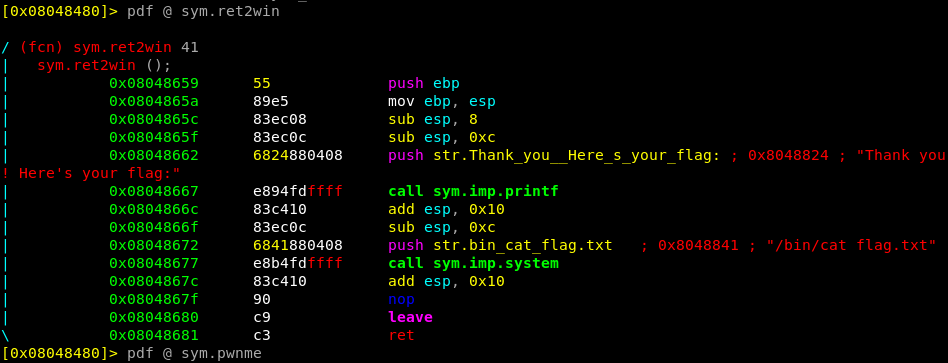 [0x08048480]> pdf @ sym.ret2win
/ (fcn) sym.ret2win 41
|   sym.ret2win ();
|           0x08048659      55             push ebp
|           0x0804865a      89e5           mov ebp, esp
|           0x0804865c      83ec08         sub esp, 8
|           0x0804865f      83ec0c         sub esp, 0xc
|           0x08048662      6824880408     push str.Thank_you__Here_s_your_flag: ; 0x8048824 ; "Thank you
! Here's your flag:"
|           0x08048667      e894fdffff     call sym.imp.printf
|           0x0804866c      83c410         add esp, 0x10
|           0x0804866f      83ec0c         sub esp, 0xc
|           0x08048672      6841880408     push str.bin_cat_flag.txt   ; 0x8048841 ; "/bin/cat flag.txt"
|           0x08048677      e8b4fdffff     call sym.imp.system
|           0x0804867c      83c410         add esp, 0x10
|           0x0804867f      90             nop
|           0x08048680      c9             leave
\           0x08048681      c3             ret
[0x08048480]> pdf @ sym.pwnme